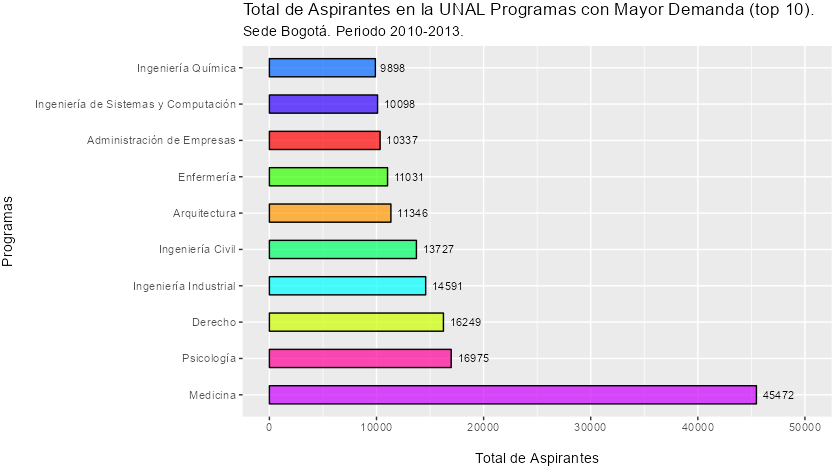 Total de Aspirantes en la UNAL Programas con Mayor Demanda (top 10).
Sede Bogotá. Periodo 2010-2013.
Programas
Ingeniería Química 9898
Ingeniería de Sistemas y Computación 10098
Administración de Empresas 10337
Enfermería 11031
Arquitectura 11346
Ingeniería Civil 13727
Ingeniería Industrial 14591
Derecho 16249
Psicología 16975
Medicina 45472
0 10000 20000 30000 40000 50000
Total de Aspirantes